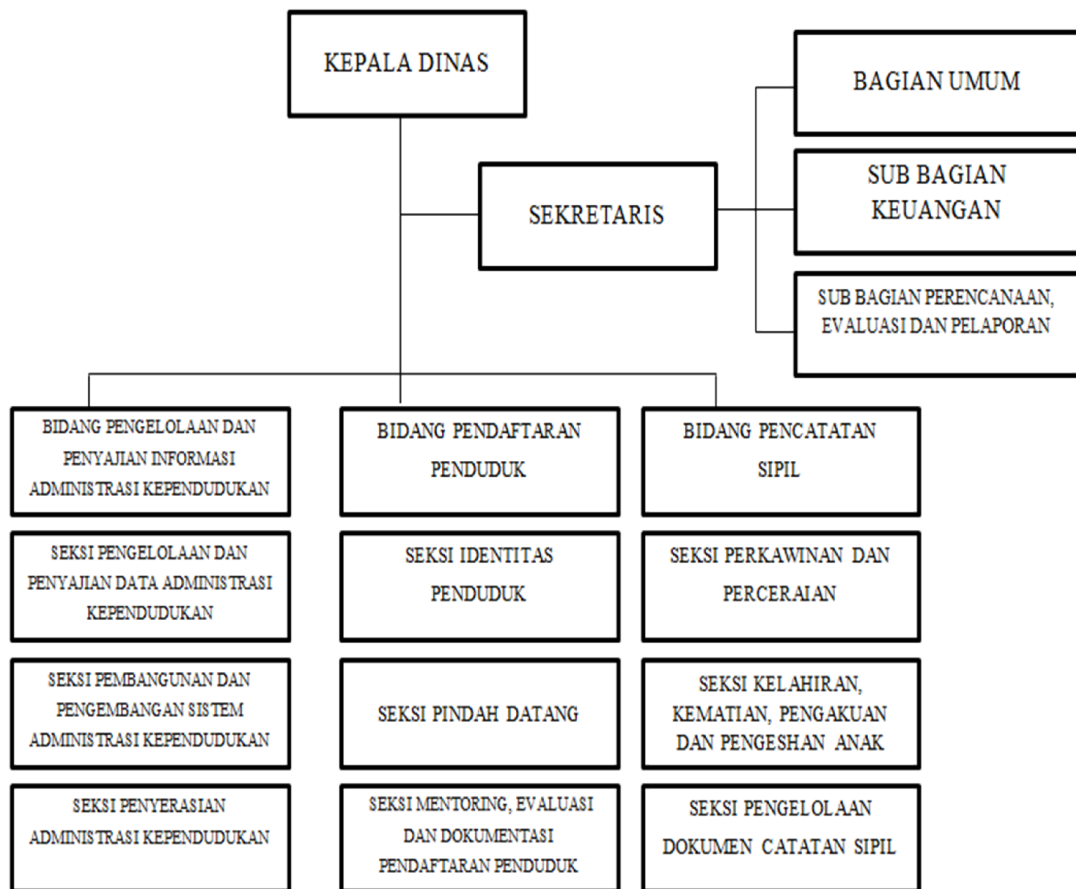 KEPALA DINAS
SEKRETARIS
BAGIAN UMUM
SUB BAGIAN
KEUANGAN
SUB BAGIAN PERENCANAAN,
EVALUASI DAN PELAPORAN
BIDANG PENGELOLAAN DAN
PENYAJIAN INFORMASI
ADMINISTRASI KEPENDUDUKAN
SEKSI PENGELOLAAN DAN
PENYAJIAN DATA ADMINISTRASI
KEPENDUDUKAN
SEKSI PEMBANGUNAN DAN
PENGEMBANGAN SISTEM
ADMINISTRASI KEPENDUDUKAN
SEKSI PENYERASIAN
ADMINISTRASI KEPENDUDUKAN
BIDANG PENDAFTARAN
PENDUDUK
SEKSI IDENTITAS
PENDUDUK
SEKSI PINDAH DATANG
SEKSI MENTORING, EVALUASI
DAN DOKUMENTASI
PENDAFTARAN PENDUDUK
BIDANG PENCATATAN
SIPIL
SEKSI PERKAWINAN DAN
PERCERAIAN
SEKSI KELAHIRAN,
KEMATIAN, PENGAKUAN
DAN PENGESHAN ANAK
SEKSI PENGELOLAAN
DOKUMEN CATATAN SIPIL